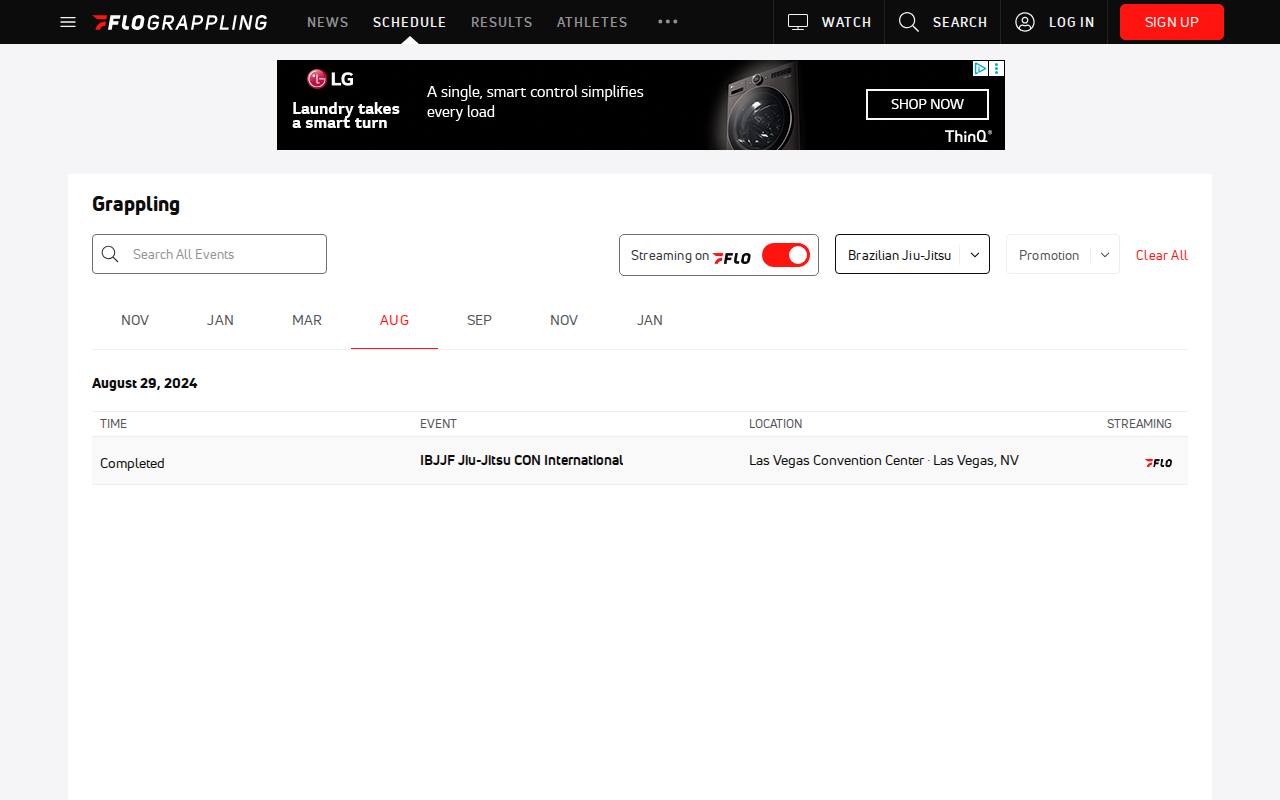 FLOGRAPPLING NEWS SCHEDULE RESULTS ATHLETES WATCH SEARCH LOG IN SIGN UP
LG
Laundry takes
a smart turn
A single, smart control simplifies
every load
SHOP NOW
ThinQ®
Grappling
Search All Events Streaming on FLO Brazilian Jiu-Jitsu Promotion Clear All
NOV JAN MAR AUG SEP NOV JAN
August 29, 2024
TIME EVENT LOCATION STREAMING
Completed IBJJF Jiu-Jitsu CON International Las Vegas Convention Center · Las Vegas, NV FLO